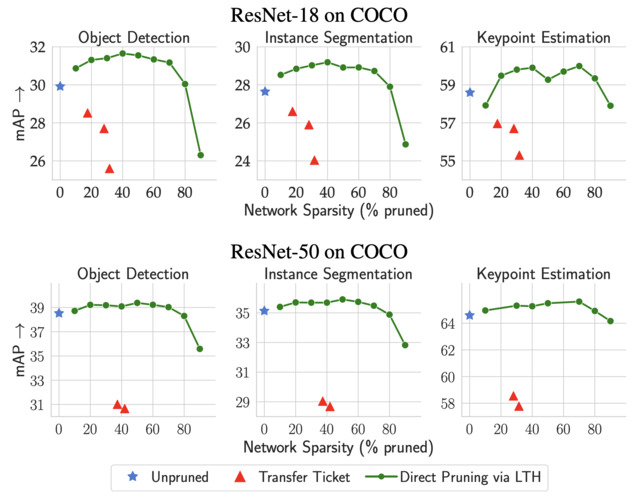 ResNet-18 on COCO
Object Detection Instance Segmentation Keypoint Estimation
mAP →
32
30
28
26
0 20 40 60 80
30
28
26
24
0 20 40 60 80
61
59
57
55
0 20 40 60 80
Network Sparsity (% pruned)
ResNet-50 on COCO
Object Detection Instance Segmentation Keypoint Estimation
mAP →
39
37
35
33
31
0 20 40 60 80
35
33
31
29
0 20 40 60 80
64
62
60
58
0 20 40 60 80
Network Sparsity (% pruned)
Unpruned Transfer Ticket Direct Pruning via LTH